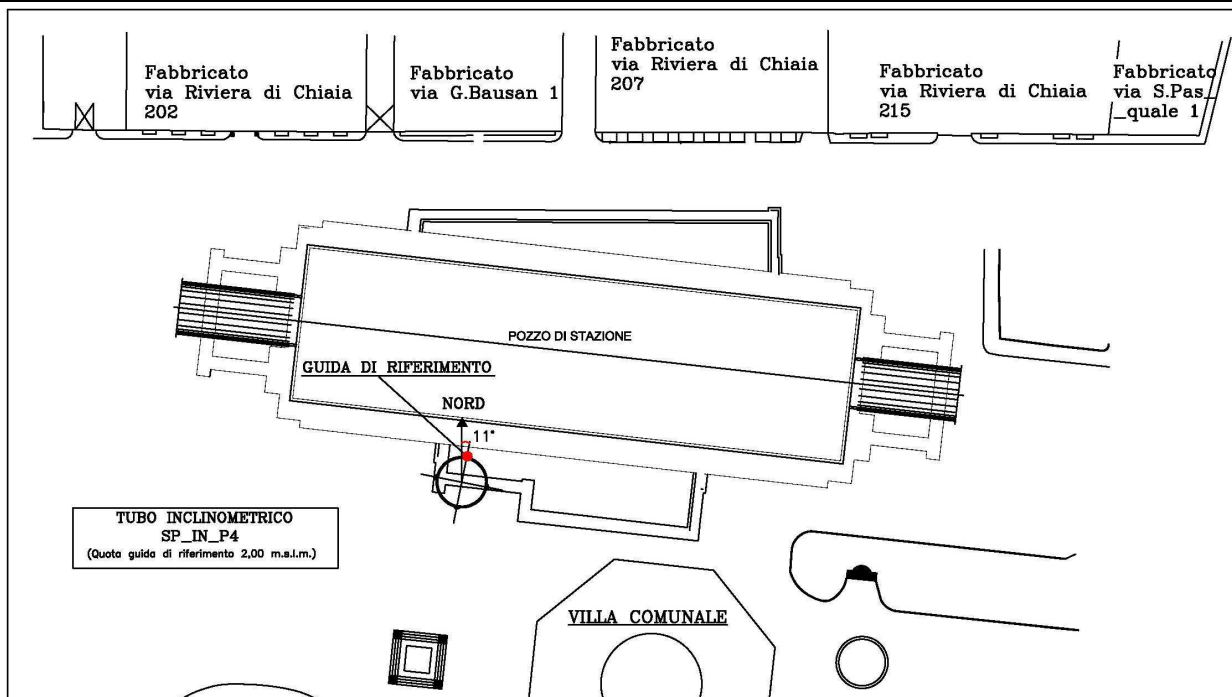 Fabbricato
via Riviera di Chiaia
202
Fabbricato
via G.Bausan 1
Fabbricato
via Riviera di Chiaia
207
Fabbricato
via Riviera di Chiaia
215
Fabbricato
via S.Pas_
_quale 1
POZZO DI STAZIONE
GUIDA DI RIFERIMENTO
NORD
11°
TUBO INCLINOMETRICO
SP_IN_P4
(Quota guida di riferimento 2,00 m.s.l.m.)
VILLA COMUNALE